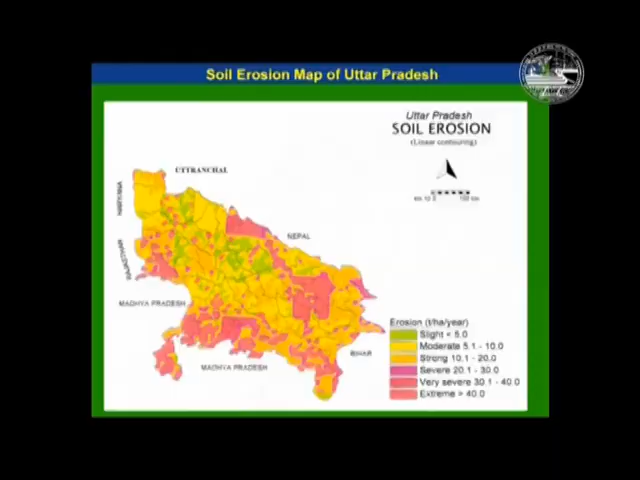 Soil Erosion Map of Uttar Pradesh
Uttar Pradesh
SOIL EROSION
(Linear contouring)
UTTRANCHAL
NEPAL
MADHYA PRADESH
BIHAR
MADHYA PRADESH
Erosion (t/ha/year)
Slight < 5.0
Moderate 5.1 - 10.0
Strong 10.1 - 20.0
Severe 20.1 - 30.0
Very severe 30.1 - 40.0
Extreme > 40.0